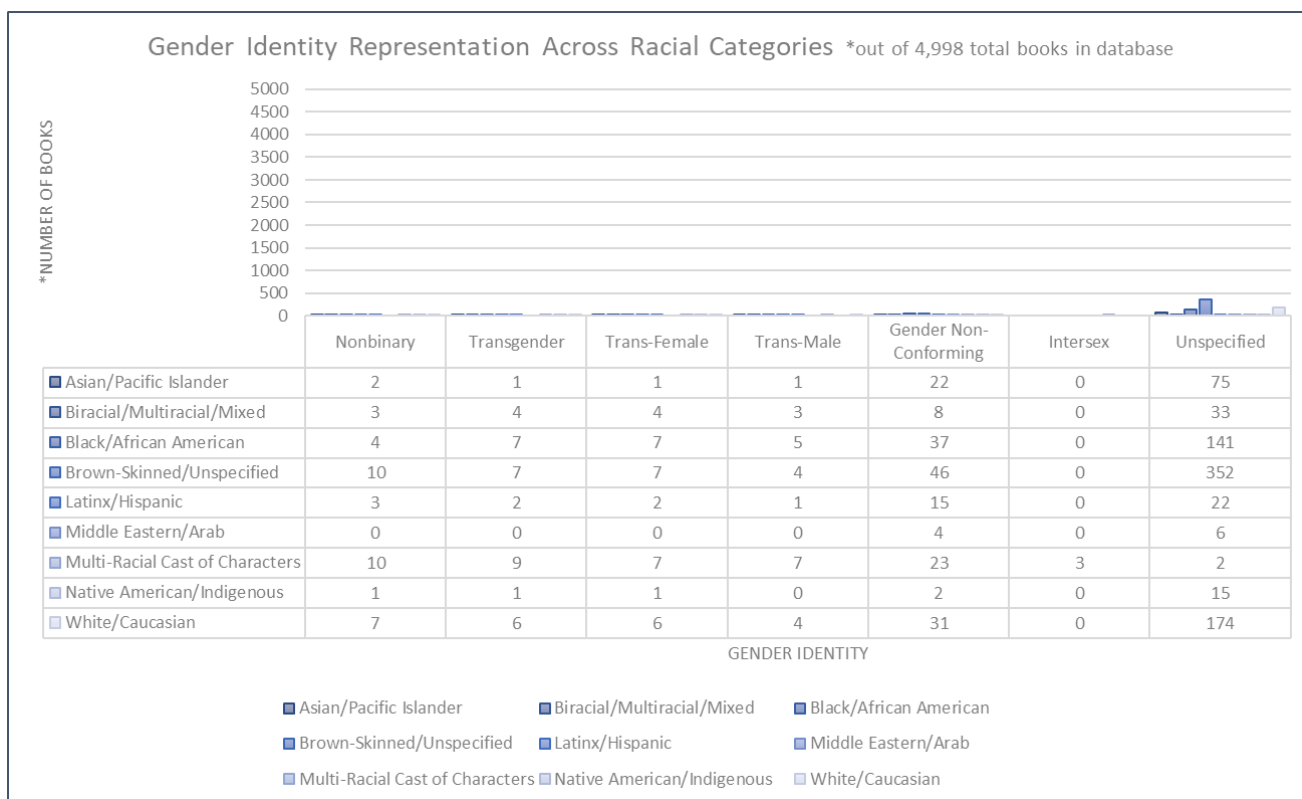 Gender Identity Representation Across Racial Categories *out of 4,998 total books in database
*NUMBER OF BOOKS
5000
4500
4000
3500
3000
2500
2000
1500
1000
500
0
Nonbinary Transgender Trans-Female Trans-Male Gender Non-Conforming Intersex Unspecified
Asian/Pacific Islander 2 1 1 1 22 0 75
Biracial/Multiracial/Mixed 3 4 4 3 8 0 33
Black/African American 4 7 7 5 37 0 141
Brown-Skinned/Unspecified 10 7 7 4 46 0 352
Latinx/Hispanic 3 2 2 1 15 0 22
Middle Eastern/Arab 0 0 0 0 4 0 6
Multi-Racial Cast of Characters 10 9 7 7 23 3 2
Native American/Indigenous 1 1 1 0 2 0 15
White/Caucasian 7 6 6 4 31 0 174
GENDER IDENTITY
Asian/Pacific Islander Biracial/Multiracial/Mixed Black/African American
Brown-Skinned/Unspecified Latinx/Hispanic Middle Eastern/Arab
Multi-Racial Cast of Characters Native American/Indigenous White/Caucasian